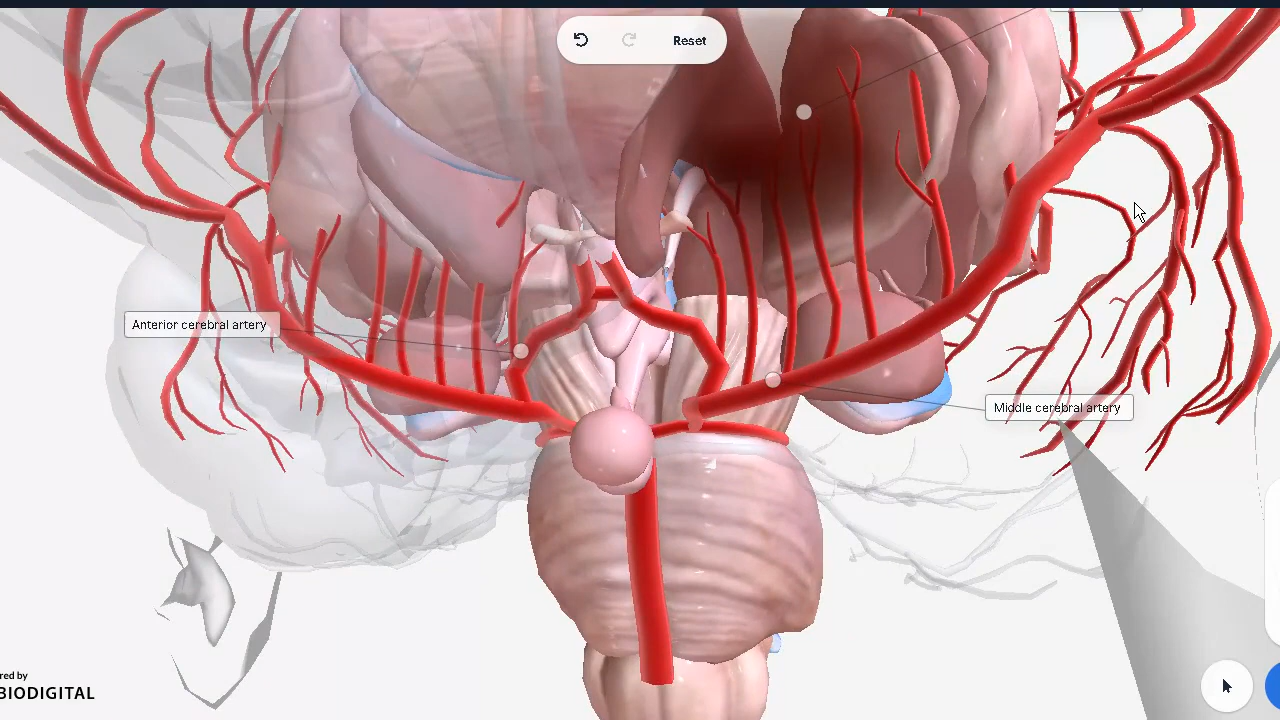 Reset
Anterior cerebral artery
Middle cerebral artery
red by
BIODIGITAL